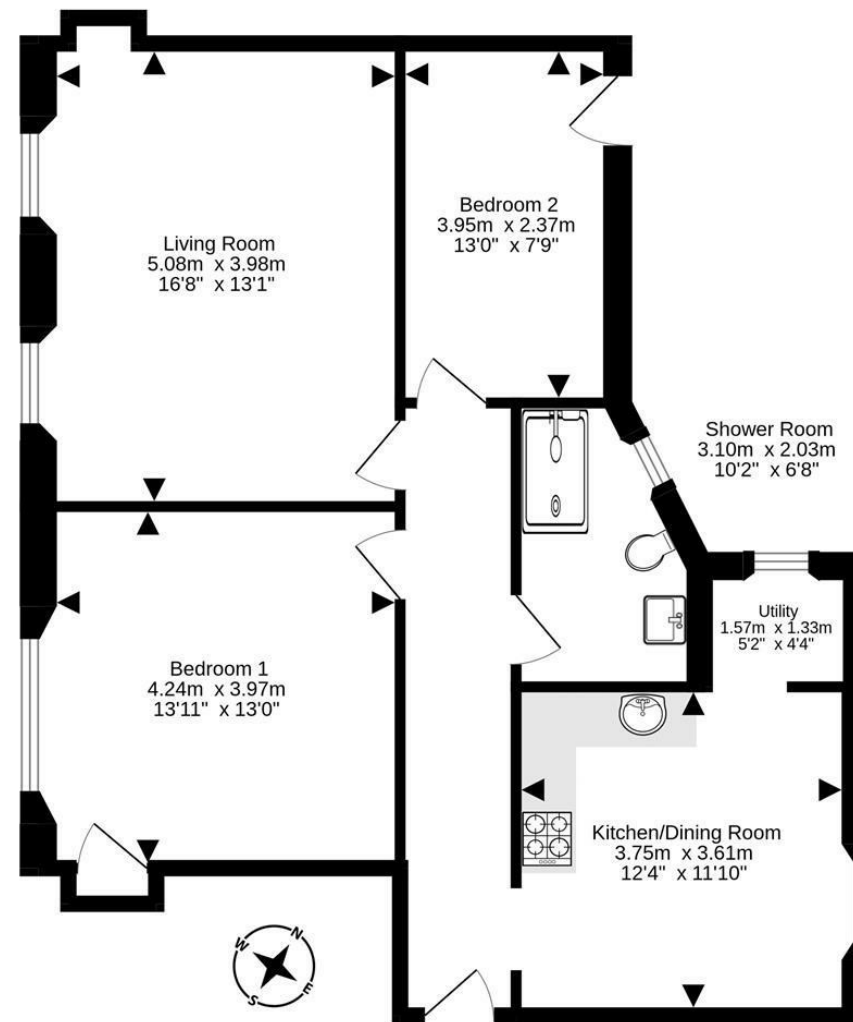 Bedroom 2
3.95m x 2.37m
13'0" x 7'9"
Living Room
5.08m x 3.98m
16'8" x 13'1"
Shower Room
3.10m x 2.03m
10'2" x 6'8"
Utility
1.57m x 1.33m
5'2" x 4'4"
Bedroom 1
4.24m x 3.97m
13'11" x 13'0"
Kitchen/Dining Room
3.75m x 3.61m
12'4" x 11'10"
N
W
E
S